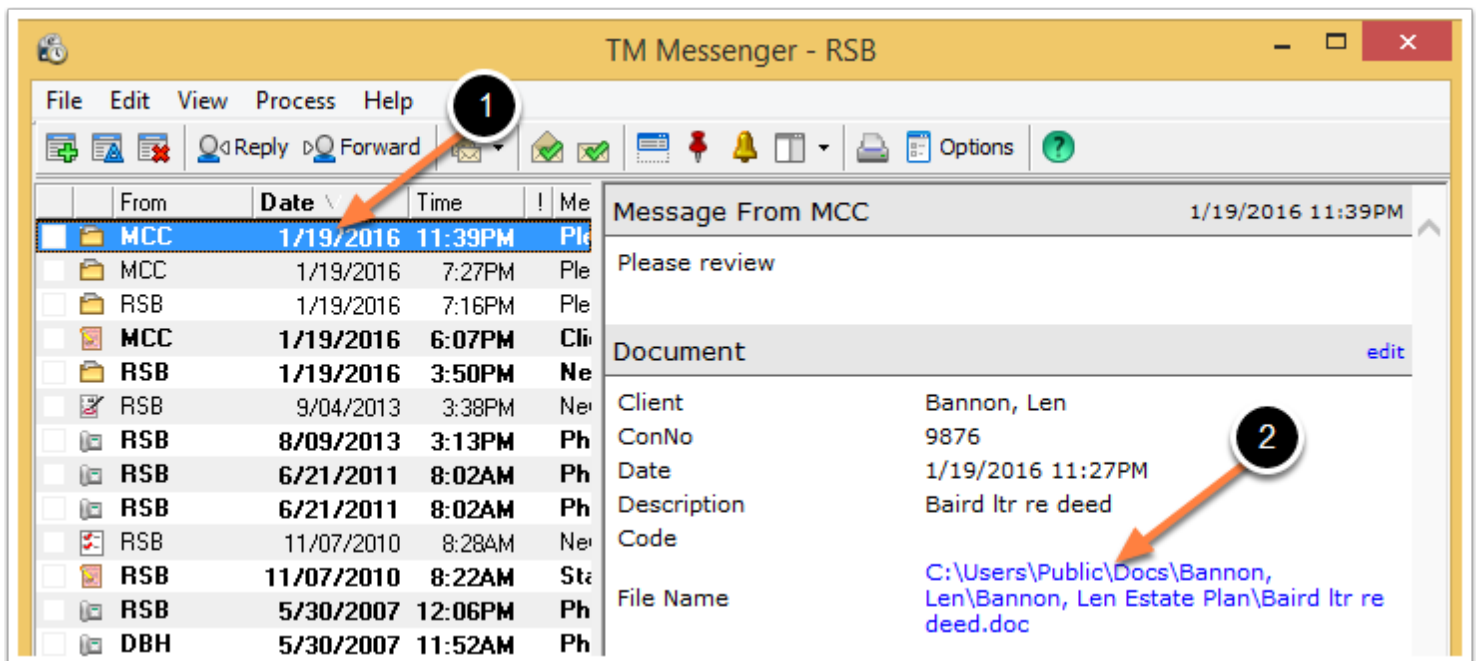 TM Messenger - RSB
File Edit View Process Help
1
Reply Forward Options
From Date Time ! Me
MCC 1/19/2016 11:39PM Ple
MCC 1/19/2016 7:27PM Ple
RSB 1/19/2016 7:16PM Ple
MCC 1/19/2016 6:07PM Cli
RSB 1/19/2016 3:50PM Ne
RSB 9/04/2013 3:38PM Ne
RSB 8/09/2013 3:13PM Ph
RSB 6/21/2011 8:02AM Ph
RSB 6/21/2011 8:02AM Ph
RSB 11/07/2010 8:28AM Ne
RSB 11/07/2010 8:22AM Sta
RSB 5/30/2007 12:06PM Ph
DBH 5/30/2007 11:52AM Ph
Message From MCC 1/19/2016 11:39PM
Please review
Document edit
Client Bannon, Len
ConNo 9876
2
Date 1/19/2016 11:27PM
Description Baird ltr re deed
Code
File Name C:\Users\Public\Docs\Bannon,
Len\Bannon, Len Estate Plan\Baird ltr re
deed.doc